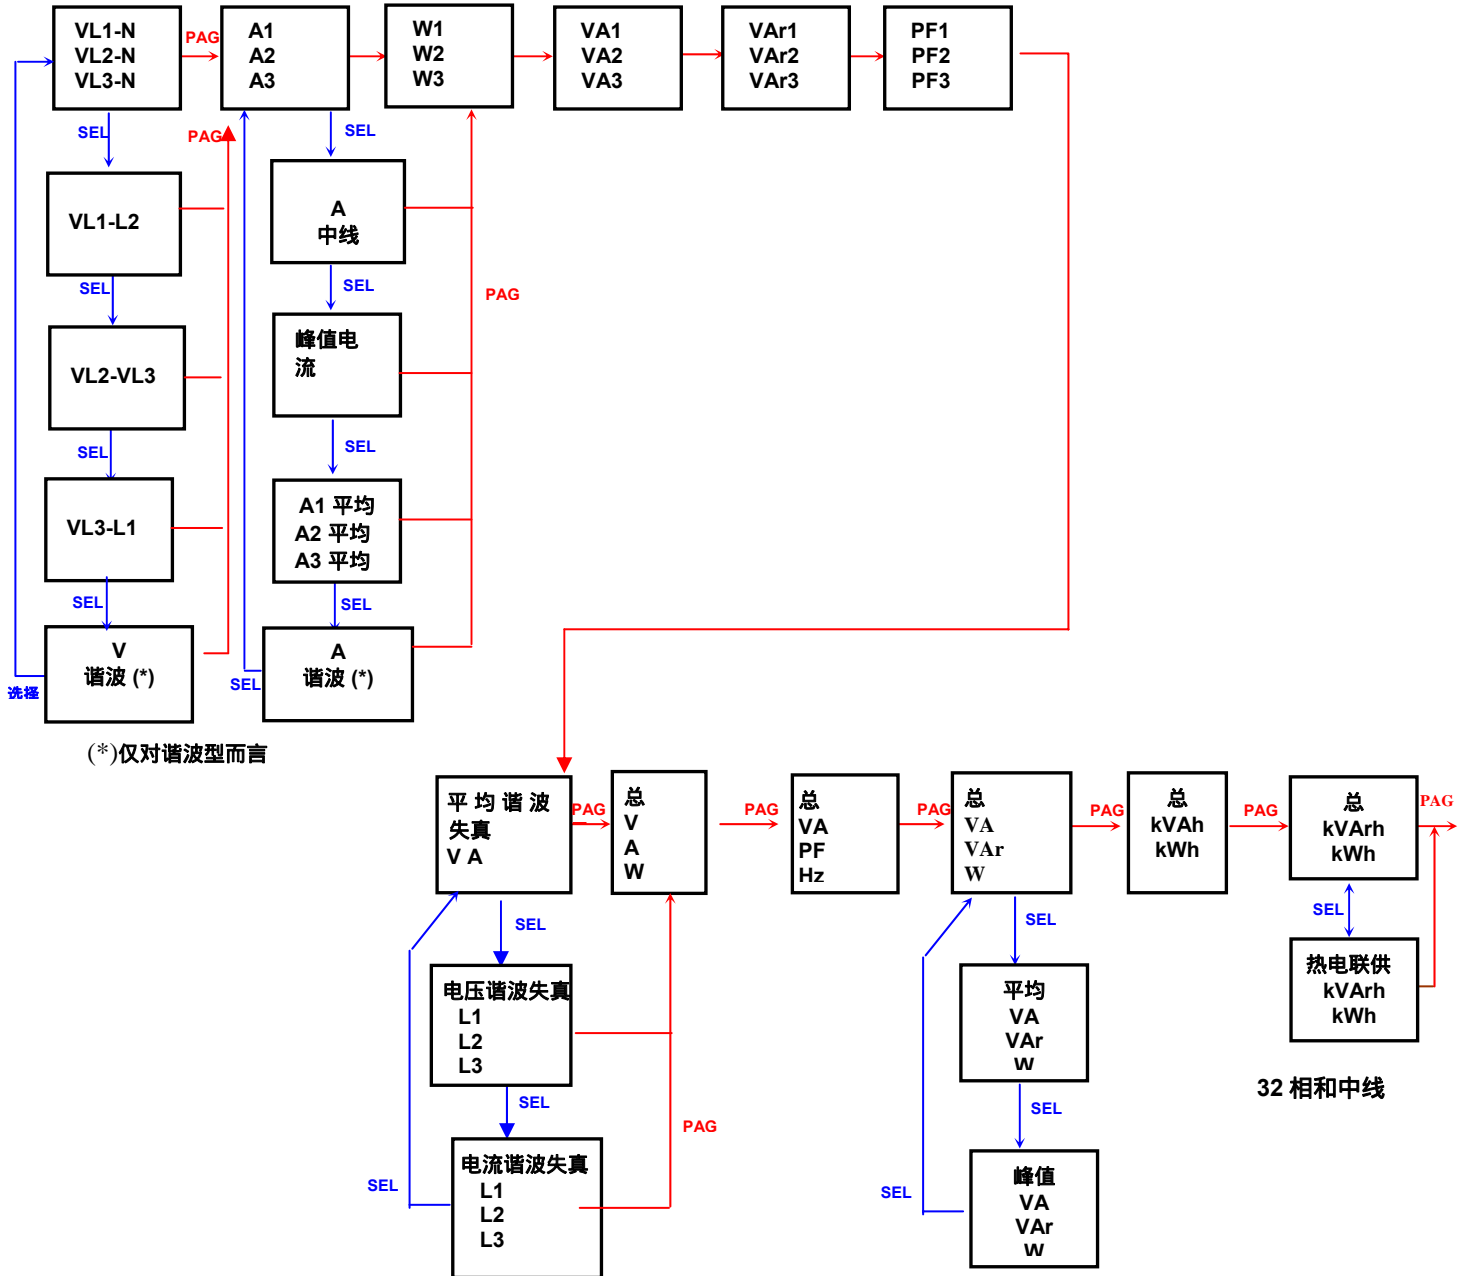 VL1-N
VL2-N
VL3-N
PAG
A1
A2
A3
W1
W2
W3
VA1
VA2
VA3
VAr1
VAr2
VAr3
PF1
PF2
PF3
SEL
PAG
SEL
VL1-L2
A
中线
SEL
SEL
PAG
VL2-VL3
峰值电
流
SEL
SEL
VL3-L1
A1 平均
A2 平均
A3 平均
SEL
SEL
V
谐波 (*)
A
谐波 (*)
选择
SEL
(*)仅对谐波型而言
平 均 谐 波
失真
V A
PAG
总
V
A
W
PAG
总
VA
PF
Hz
PAG
总
VA
VAr
W
PAG
总
kVAh
kWh
PAG
总
kVArh
kWh
PAG
SEL
SEL
SEL
电压谐波失真
L1
L2
L3
平均
VA
VAr
W
热电联供
kVArh
kWh
32 相和中线
SEL
SEL
PAG
电流谐波失真
L1
L2
L3
SEL
SEL
峰值
VA
VAr
W